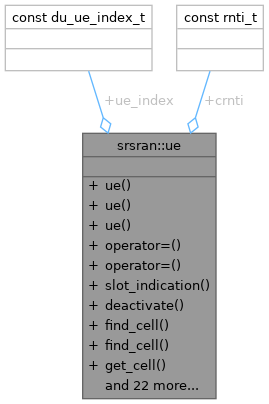 const du_ue_index_t
const rnti_t
+ue_index
+crnti
srsran::ue
+ ue()
+ ue()
+ ue()
+ operator=()
+ operator=()
+ slot_indication()
+ deactivate()
+ find_cell()
+ find_cell()
+ get_cell()
and 22 more...